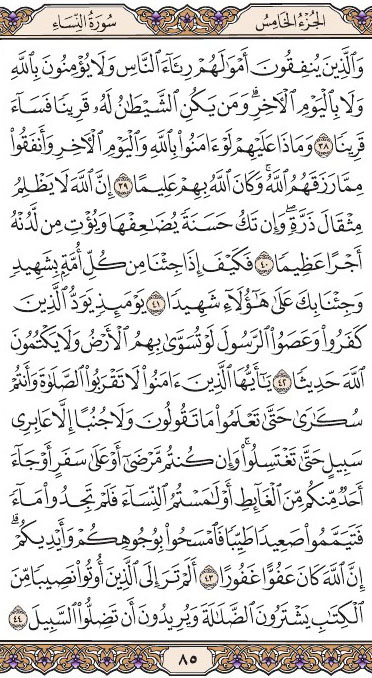 الجُزْءُ الخَامِسُ سُورَةُ النِّسَاءِ
وَٱلَّذِينَ يُنفِقُونَ أَمْوَٰلَهُمْ رِئَآءَ ٱلنَّاسِ وَلَا يُؤْمِنُونَ بِٱللَّهِ
وَلَا بِٱلْيَوْمِ ٱلْءَاخِرِۗ وَمَن يَكُنِ ٱلشَّيْطَٰنُ لَهُۥ قَرِينًا فَسَآءَ
قَرِينًا ٣٨ وَمَاذَا عَلَيْهِمْ لَوْ ءَامَنُوا۟ بِٱللَّهِ وَٱلْيَوْمِ ٱلْءَاخِرِ وَأَنفَقُوا۟
مِمَّا رَزَقَهُمُ ٱللَّهُۚ وَكَانَ ٱللَّهُ بِهِمْ عَلِيمًا ٣٩ إِنَّ ٱللَّهَ لَا يَظْلِمُ
مِثْقَالَ ذَرَّةٍۖ وَإِن تَكُ حَسَنَةً يُضَٰعِفْهَا وَيُؤْتِ مِن لَّدُنْهُ
أَجْرًا عَظِيمًا ٤٠ فَكَيْفَ إِذَا جِئْنَا مِن كُلِّ أُمَّةٍۭ بِشَهِيدٍ
وَجِئْنَا بِكَ عَلَىٰ هَٰٓؤُلَآءِ شَهِيدًا ٤١ يَوْمَئِذٍ يَوَدُّ ٱلَّذِينَ
كَفَرُوا۟ وَعَصَوُا۟ ٱلرَّسُولَ لَوْ تُسَوَّىٰ بِهِمُ ٱلْأَرْضُ وَلَا يَكْتُمُونَ
ٱللَّهَ حَدِيثًا ٤٢ يَٰٓأَيُّهَا ٱلَّذِينَ ءَامَنُوا۟ لَا تَقْرَبُوا۟ ٱلصَّلَوٰةَ وَأَنتُمْ
سُكَٰرَىٰ حَتَّىٰ تَعْلَمُوا۟ مَا تَقُولُونَ وَلَا جُنُبًا إِلَّا عَابِرِى
سَبِيلٍ حَتَّىٰ تَغْتَسِلُوا۟ۚ وَإِن كُنتُم مَّرْضَىٰٓ أَوْ عَلَىٰ سَفَرٍ أَوْ جَآءَ
أَحَدٌ مِّنكُم مِّنَ ٱلْغَآئِطِ أَوْ لَٰمَسْتُمُ ٱلنِّسَآءَ فَلَمْ تَجِدُوا۟ مَآءً
فَتَيَمَّمُوا۟ صَعِيدًا طَيِّبًا فَٱمْسَحُوا۟ بِوُجُوهِكُمْ وَأَيْدِيكُمْۗ
إِنَّ ٱللَّهَ كَانَ عَفُوًّا غَفُورًا ٤٣ أَلَمْ تَرَ إِلَى ٱلَّذِينَ أُوتُوا۟ نَصِيبًا مِّنَ
ٱلْكِتَٰبِ يَشْتَرُونَ ٱلضَّلَٰلَةَ وَيُرِيدُونَ أَن تَضِلُّوا۟ ٱلسَّبِيلَ ٤٤
٨٥